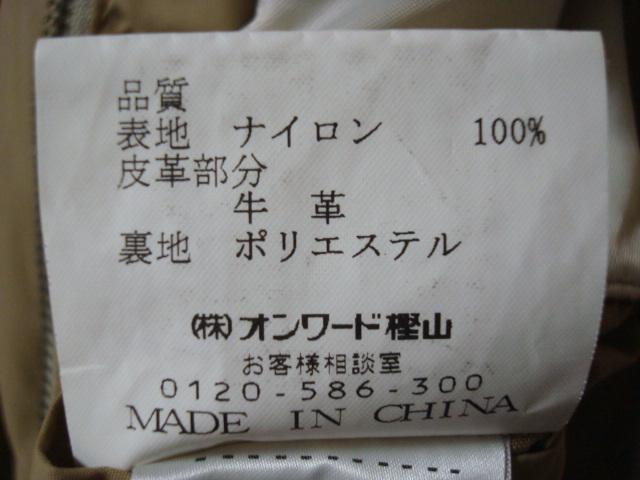 品質
表地 ナイロン 100%
皮革部分
牛 革
裏地 ポリエステル
(株)オンワード樫山
お客様相談室
0120-586-300
MADE IN CHINA